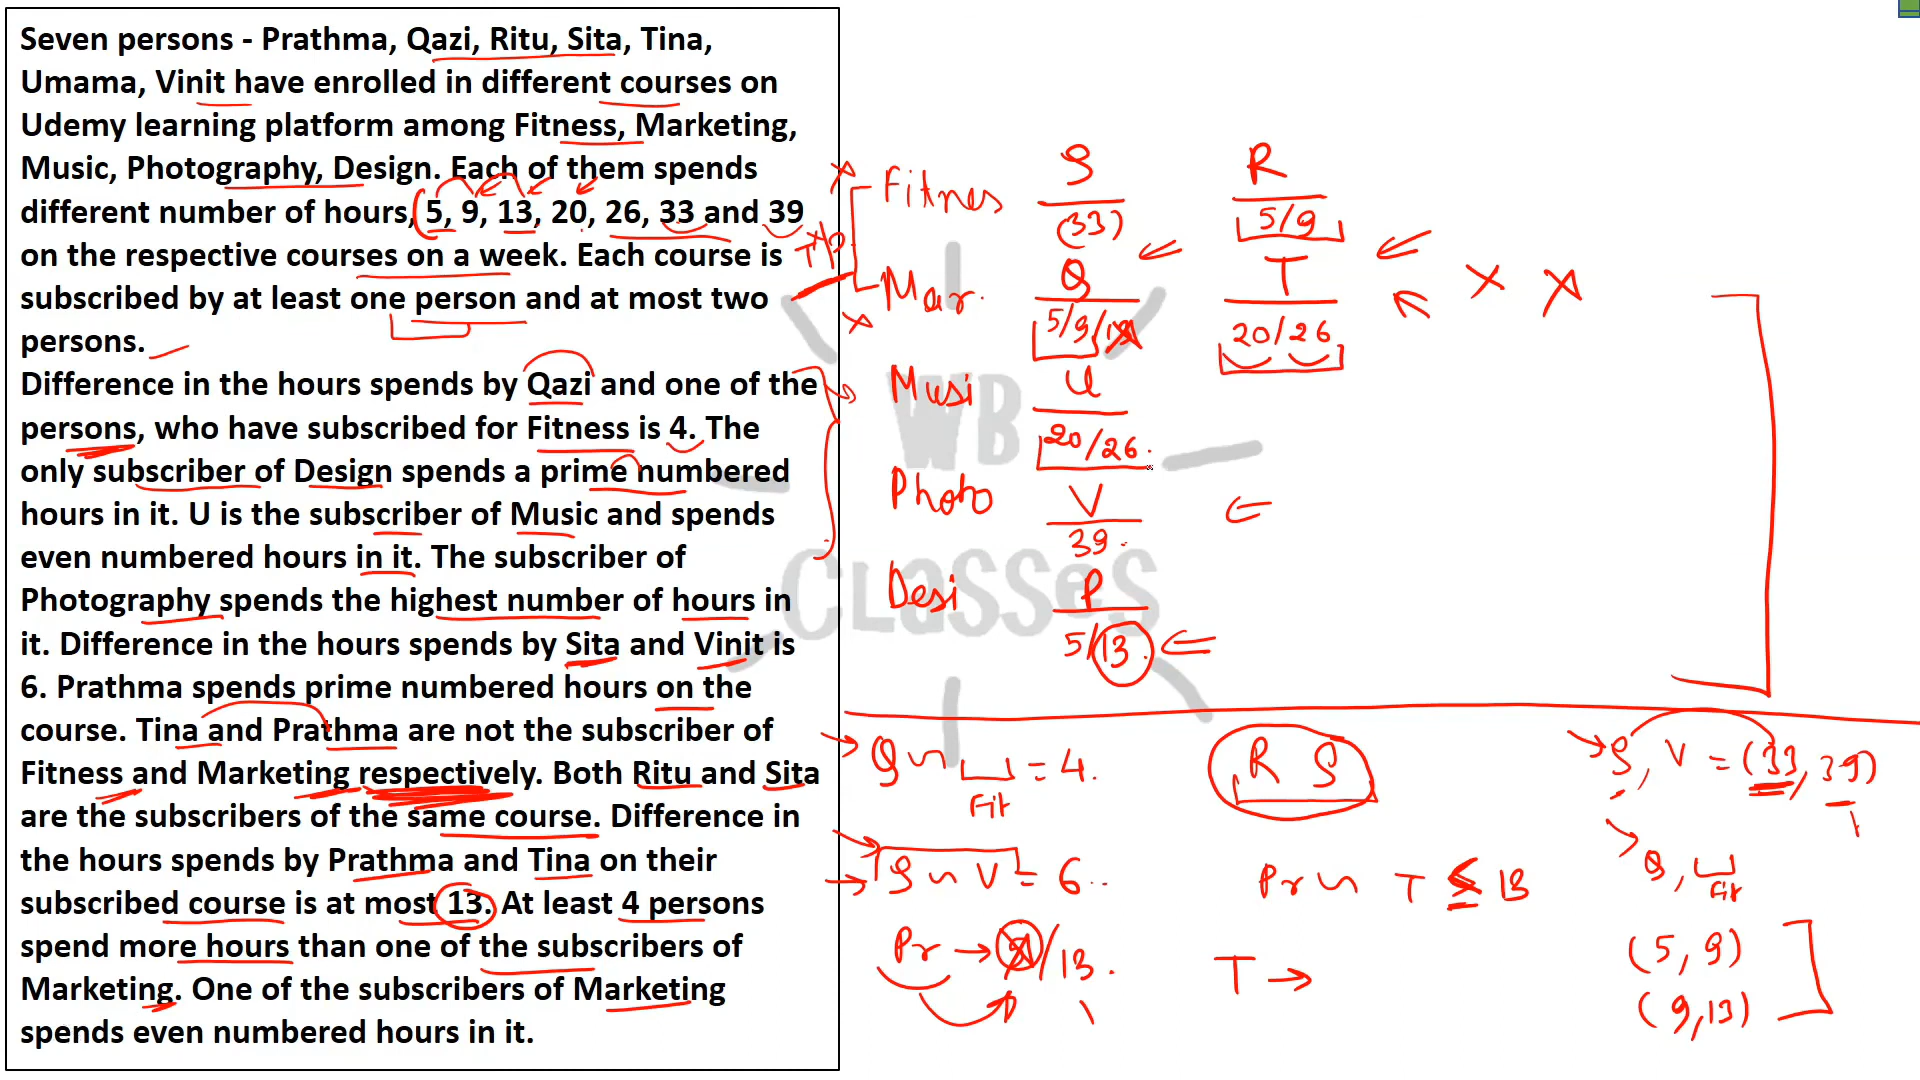 Seven persons - Prathma, Qazi, Ritu, Sita, Tina,
Umama, Vinit have enrolled in different courses on
Udemy learning platform among Fitness, Marketing,
Music, Photography, Design. Each of them spends
different number of hours, 5, 9, 13, 20, 26, 33 and 39
on the respective courses on a week. Each course is
subscribed by at least one person and at most two
persons.
Difference in the hours spends by Qazi and one of the
persons, who have subscribed for Fitness is 4. The
only subscriber of Design spends a prime numbered
hours in it. U is the subscriber of Music and spends
even numbered hours in it. The subscriber of
Photography spends the highest number of hours in
it. Difference in the hours spends by Sita and Vinit is
6. Prathma spends prime numbered hours on the
course. Tina and Prathma are not the subscriber of
Fitness and Marketing respectively. Both Ritu and Sita
are the subscribers of the same course. Difference in
the hours spends by Prathma and Tina on their
subscribed course is at most 13. At least 4 persons
spend more hours than one of the subscribers of
Marketing. One of the subscribers of Marketing
spends even numbered hours in it.
S R
Fitnes (33) 5/9
Q T
Mar. 5/9/13 20/26
U
Musi 20/26
WB
Photo V
39
Classes
Desi P
5/13
Q = 4.
Fit
R S
S, V = (33, 39)
S V = 6
Pr T ≤ 13
Q, Fit
Pr → /13
T →
(5, 9)
(9, 13)